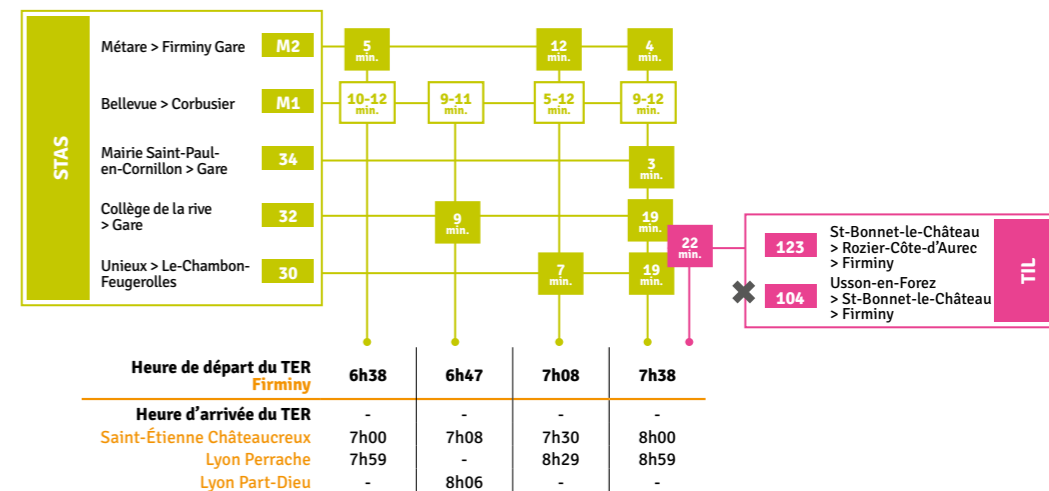 STAS
Métare > Firminy Gare M2 5 min. 12 min. 4 min.
Bellevue > Corbusier M1 10-12 min. 9-11 min. 5-12 min. 9-12 min.
Mairie Saint-Paul-
en-Cornillon > Gare 34 3 min.
Collège de la rive
> Gare 32 9 min. 19 min.
Unieux > Le-Chambon-
Feugerolles 30 7 min. 19 min.
22 min.
123 St-Bonnet-le-Château
> Rozier-Côte-d'Aurec
> Firminy
104 Usson-en-Forez
> St-Bonnet-le-Château
> Firminy
TIL
Heure de départ du TER
Firminy 6h38 6h47 7h08 7h38
Heure d'arrivée du TER - - - -
Saint-Étienne Châteaucreux 7h00 7h08 7h30 8h00
Lyon Perrache 7h59 - 8h29 8h59
Lyon Part-Dieu - 8h06 - -